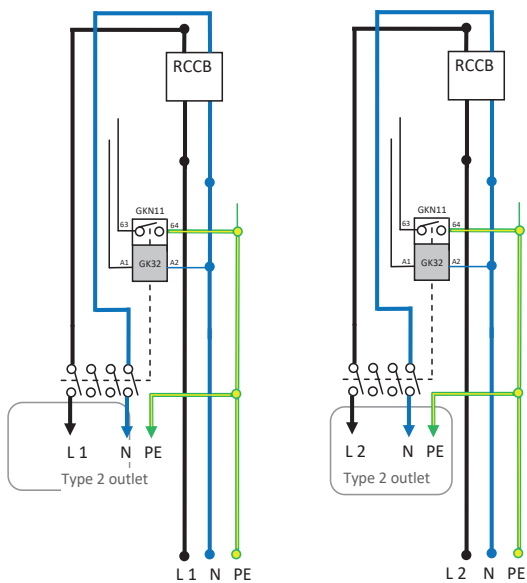 RCCB
GKN11
63 64
A1 GK32 A2
L 1 N PE
Type 2 outlet
L 1 N PE
RCCB
GKN11
63 64
A1 GK32 A2
L 2 N PE
Type 2 outlet
L 2 N PE